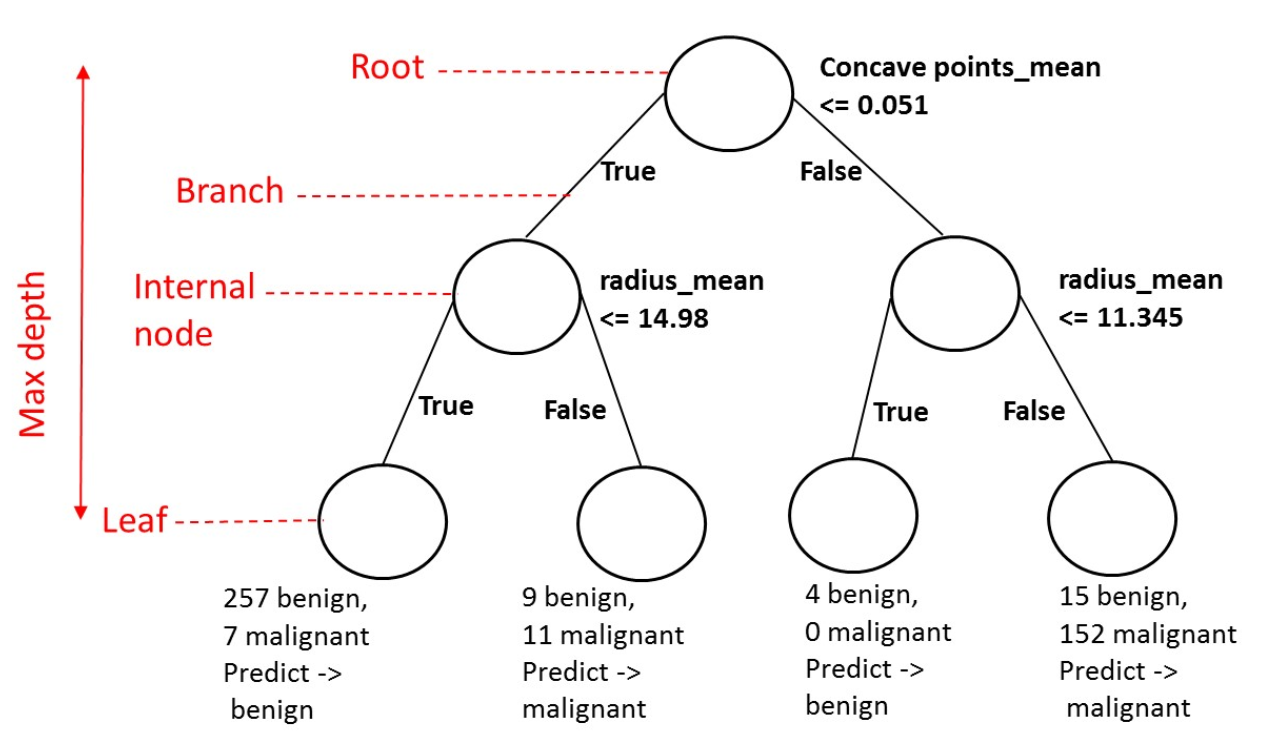 Root
Concave points_mean
<= 0.051
True
False
Branch
Max depth
Internal
node
radius_mean
<= 14.98
radius_mean
<= 11.345
True
False
True
False
Leaf
257 benign,
7 malignant
Predict ->
benign
9 benign,
11 malignant
Predict ->
malignant
4 benign,
0 malignant
Predict ->
benign
15 benign,
152 malignant
Predict ->
malignant